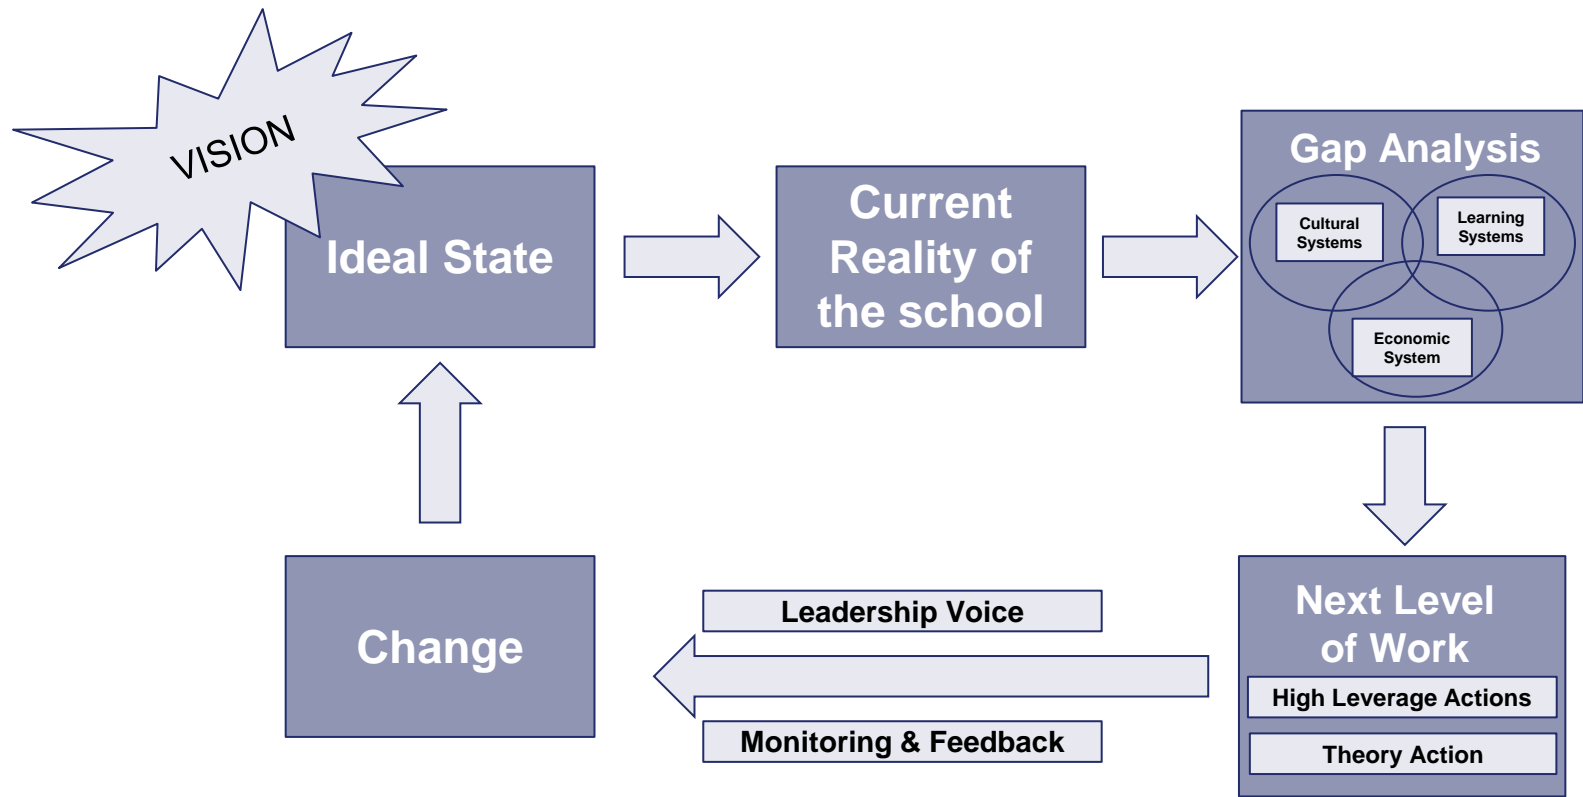 VISION
Ideal State
Current
Reality of
the school
Gap Analysis
Cultural
Systems
Learning
Systems
Economic
System
Next Level
of Work
High Leverage Actions
Theory Action
Leadership Voice
Monitoring & Feedback
Change